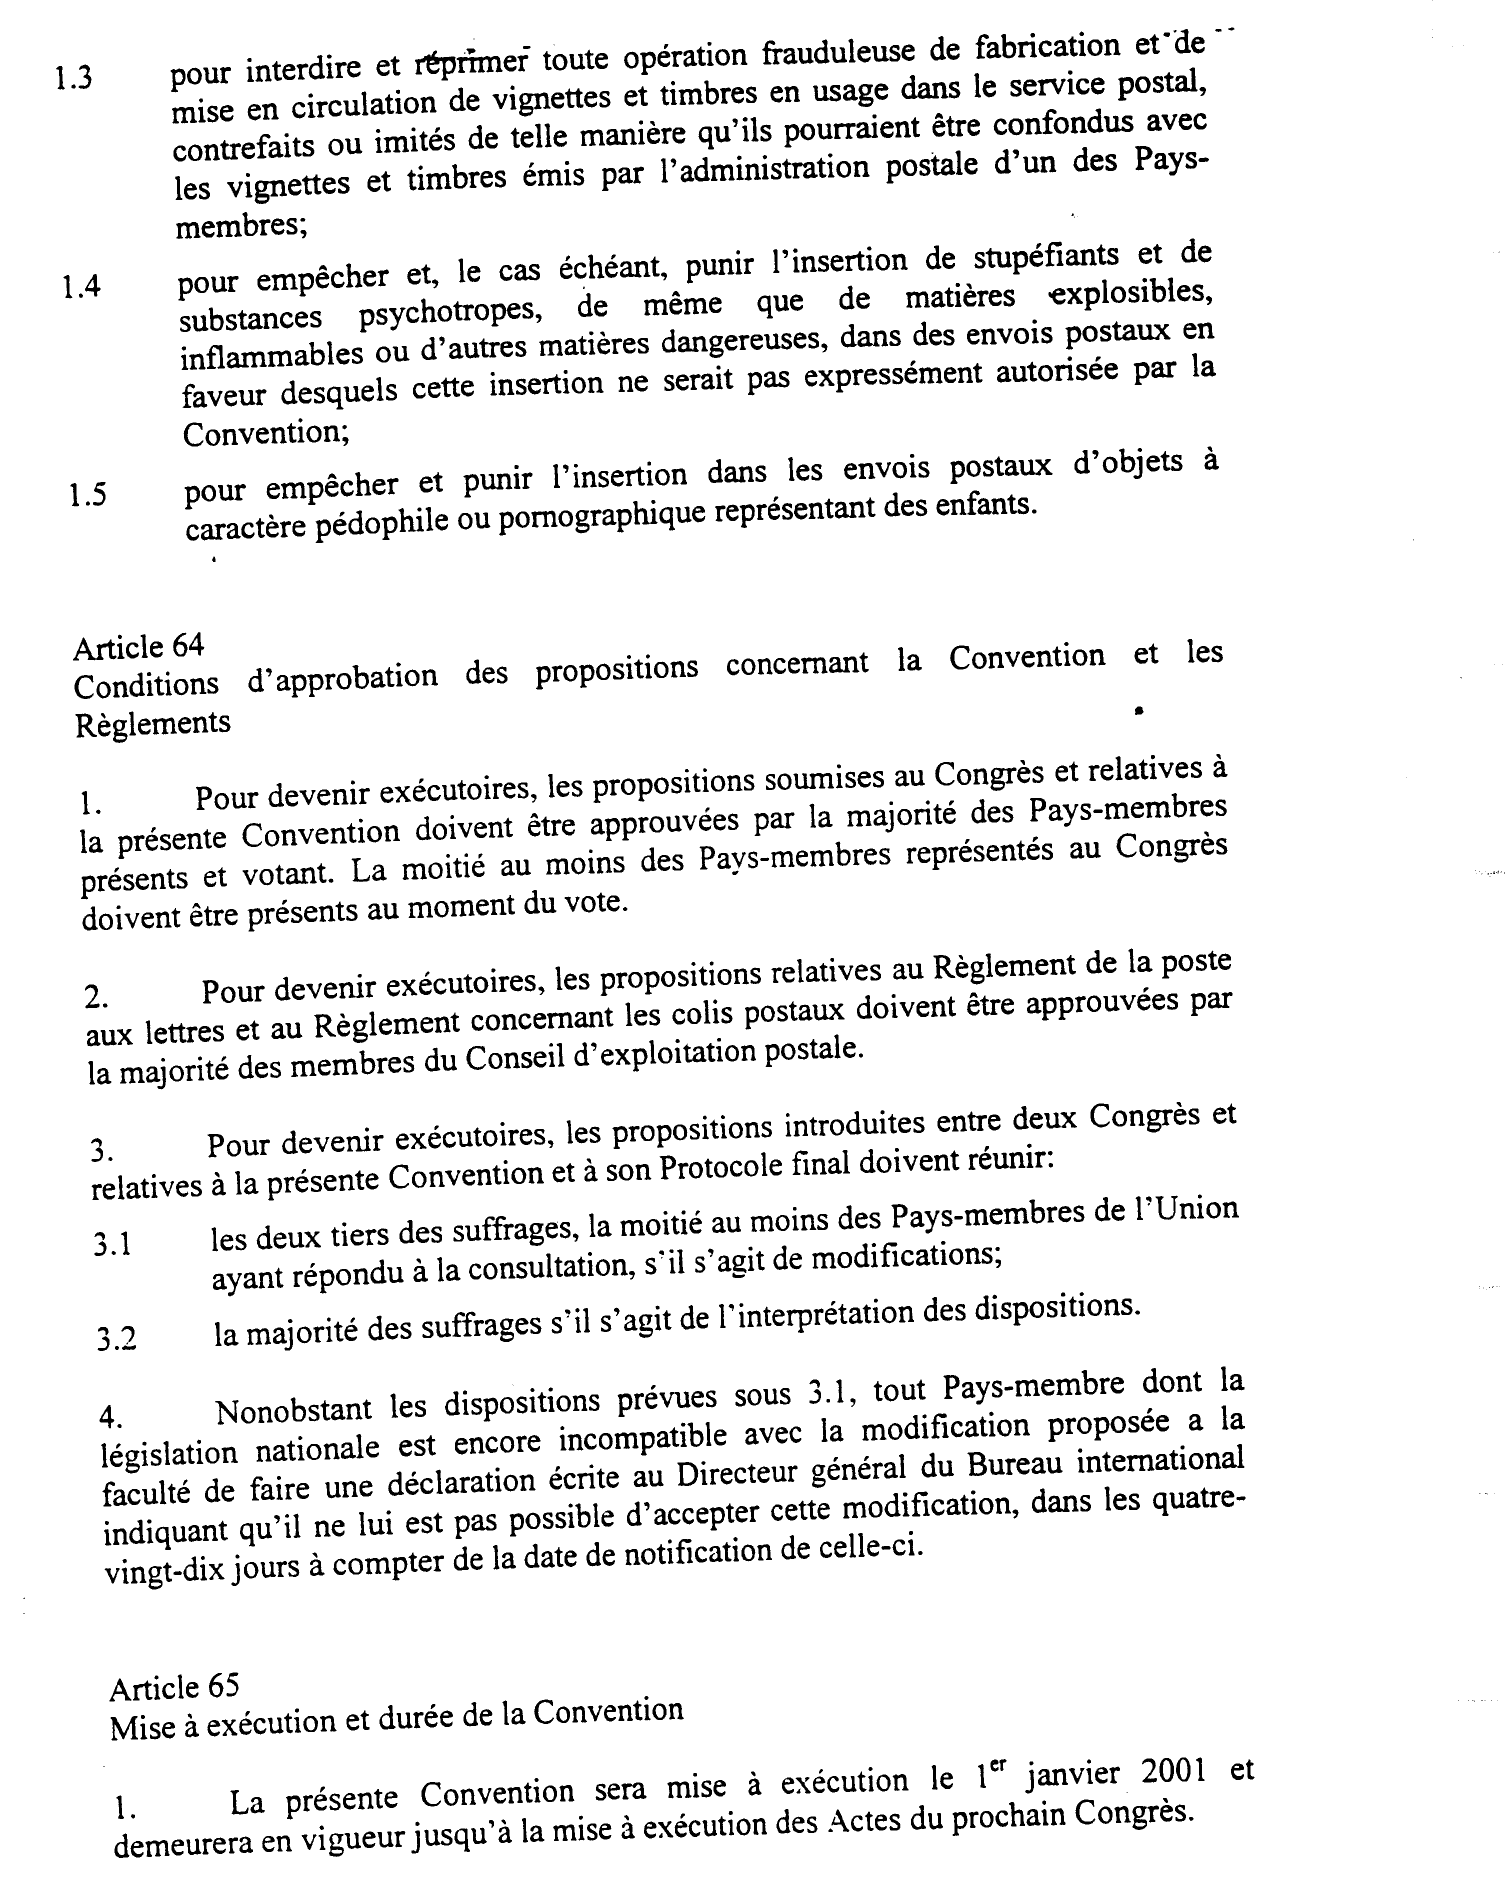 1.3 pour interdire et réprimer toute opération frauduleuse de fabrication et de
mise en circulation de vignettes et timbres en usage dans le service postal,
contrefaits ou imités de telle manière qu'ils pourraient être confondus avec
les vignettes et timbres émis par l'administration postale d'un des Pays-
membres;
1.4 pour empêcher et, le cas échéant, punir l'insertion de stupéfiants et de
substances psychotropes, de même que de matières explosibles,
inflammables ou d'autres matières dangereuses, dans des envois postaux en
faveur desquels cette insertion ne serait pas expressément autorisée par la
Convention;
1.5 pour empêcher et punir l'insertion dans les envois postaux d'objets à
caractère pédophile ou pornographique représentant des enfants.
Article 64
Conditions d'approbation des propositions concernant la Convention et les
Règlements
1. Pour devenir exécutoires, les propositions soumises au Congrès et relatives à
la présente Convention doivent être approuvées par la majorité des Pays-membres
présents et votant. La moitié au moins des Pays-membres représentés au Congrès
doivent être présents au moment du vote.
2. Pour devenir exécutoires, les propositions relatives au Règlement de la poste
aux lettres et au Règlement concernant les colis postaux doivent être approuvées par
la majorité des membres du Conseil d'exploitation postale.
3. Pour devenir exécutoires, les propositions introduites entre deux Congrès et
relatives à la présente Convention et à son Protocole final doivent réunir:
3.1 les deux tiers des suffrages, la moitié au moins des Pays-membres de l'Union
ayant répondu à la consultation, s'il s'agit de modifications;
3.2 la majorité des suffrages s'il s'agit de l'interprétation des dispositions.
4. Nonobstant les dispositions prévues sous 3.1, tout Pays-membre dont la
législation nationale est encore incompatible avec la modification proposée a la
faculté de faire une déclaration écrite au Directeur général du Bureau international
indiquant qu'il ne lui est pas possible d'accepter cette modification, dans les quatre-
vingt-dix jours à compter de la date de notification de celle-ci.
Article 65
Mise à exécution et durée de la Convention
1. La présente Convention sera mise à exécution le 1er janvier 2001 et
demeurera en vigueur jusqu'à la mise à exécution des Actes du prochain Congrès.